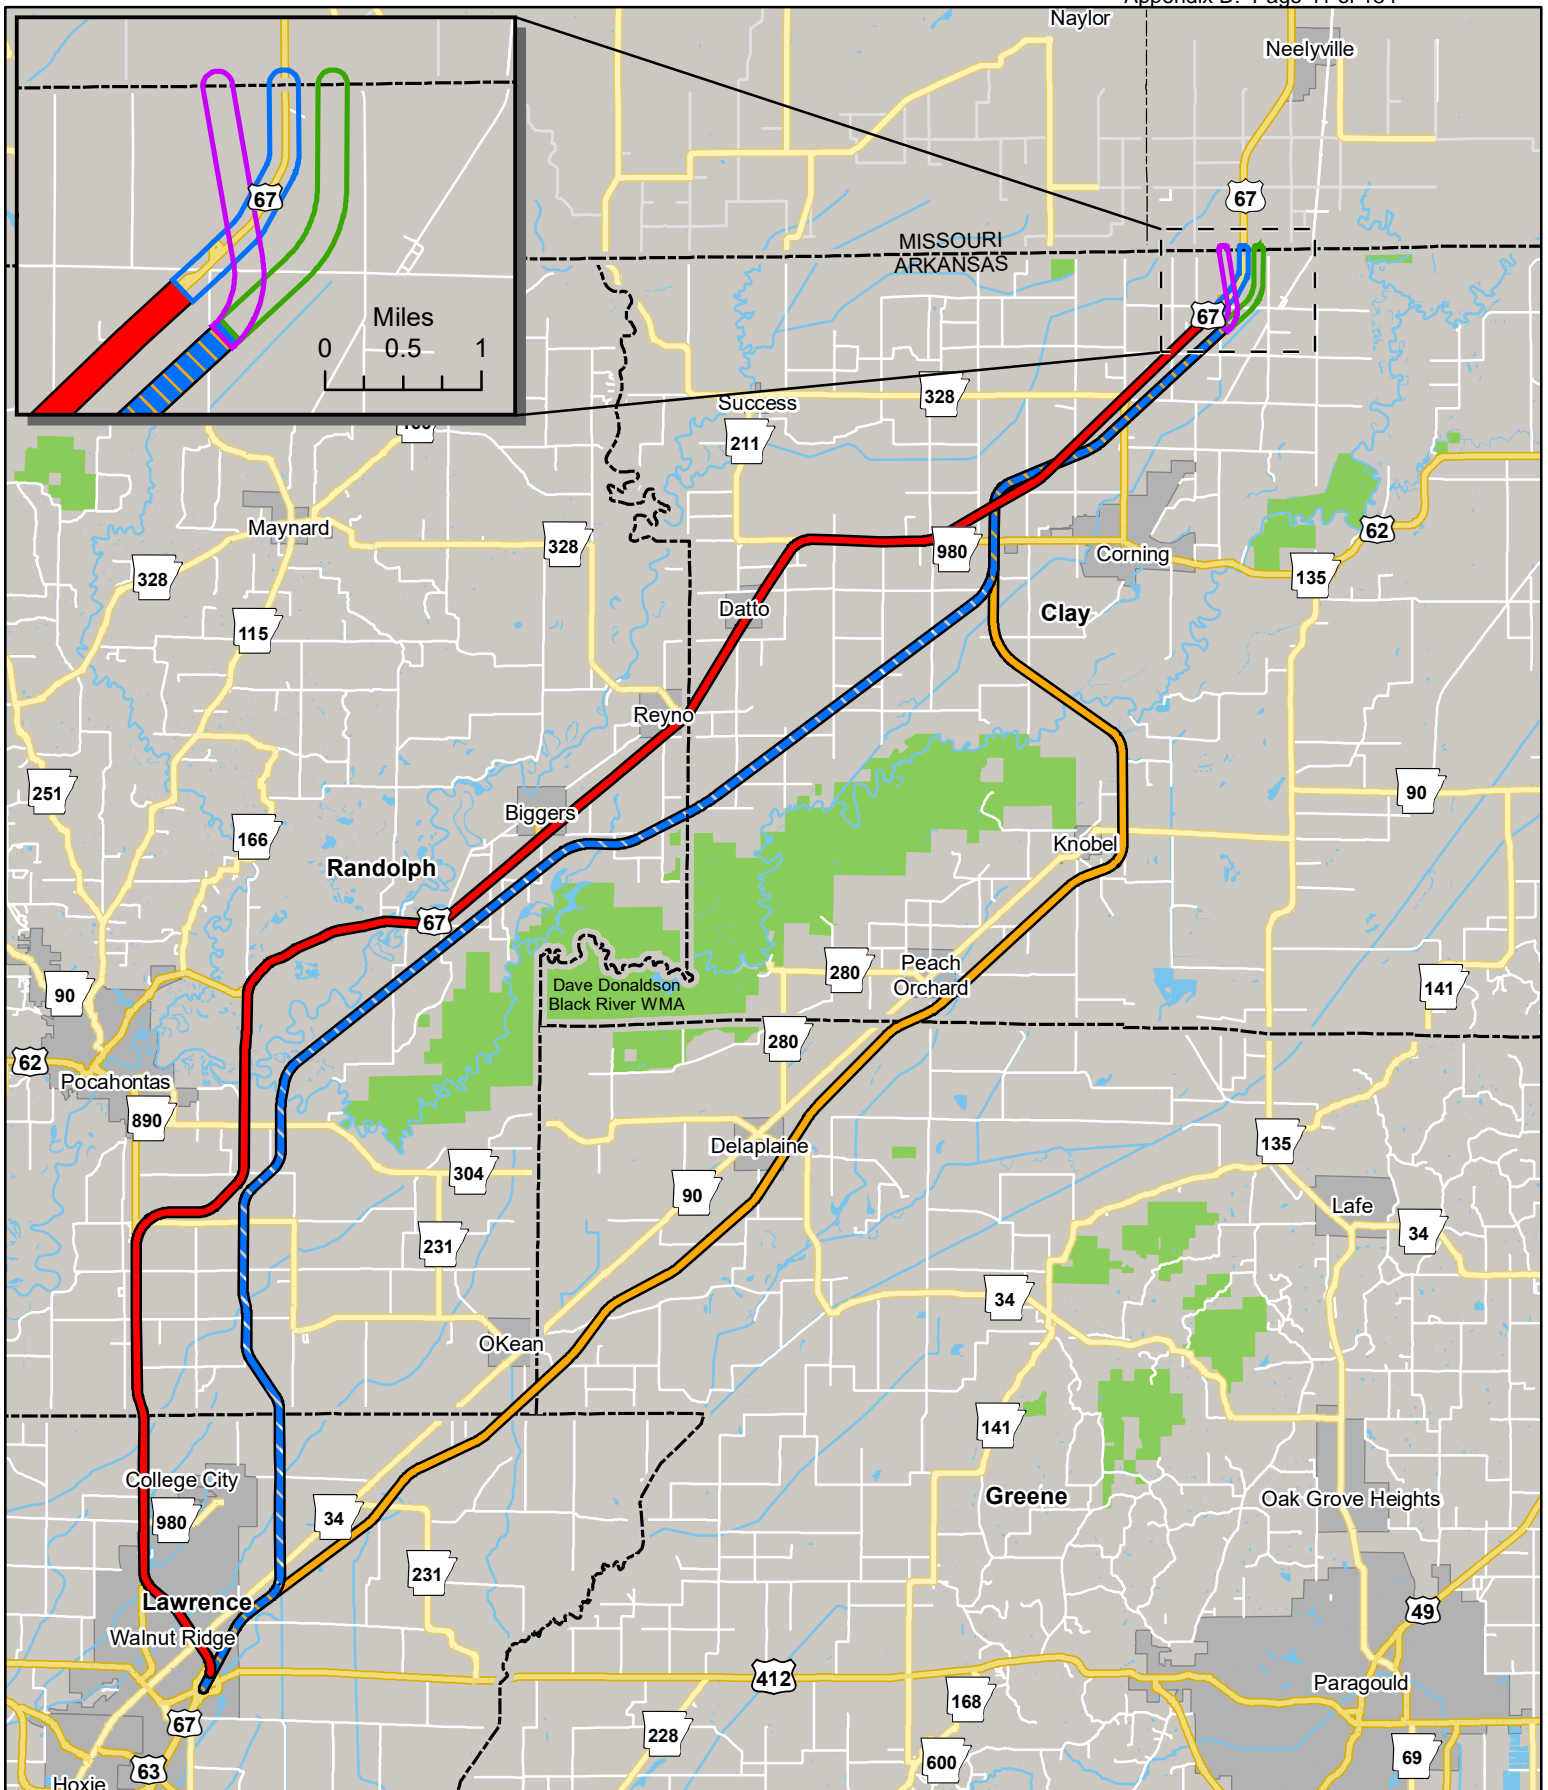 Naylor
Neelyville
67
67
Miles
0 0.5 1
MISSOURI
ARKANSAS
67
Success
328
211
Maynard
328
328
62
980
Corning
135
115
Datto
Clay
Reyno
251
Biggers
90
166
Knobel
Randolph
67
Peach
Orchard
280
90
Dave Donaldson
Black River WMA
141
280
62
Pocahontas
890
Delaplaine
135
304
90
Lafe
34
231
34
OKean
141
College City
Greene
Oak Grove Heights
980
34
231
Lawrence
49
Walnut Ridge
412
Paragould
168
67
228
69
600
63
Hoxie